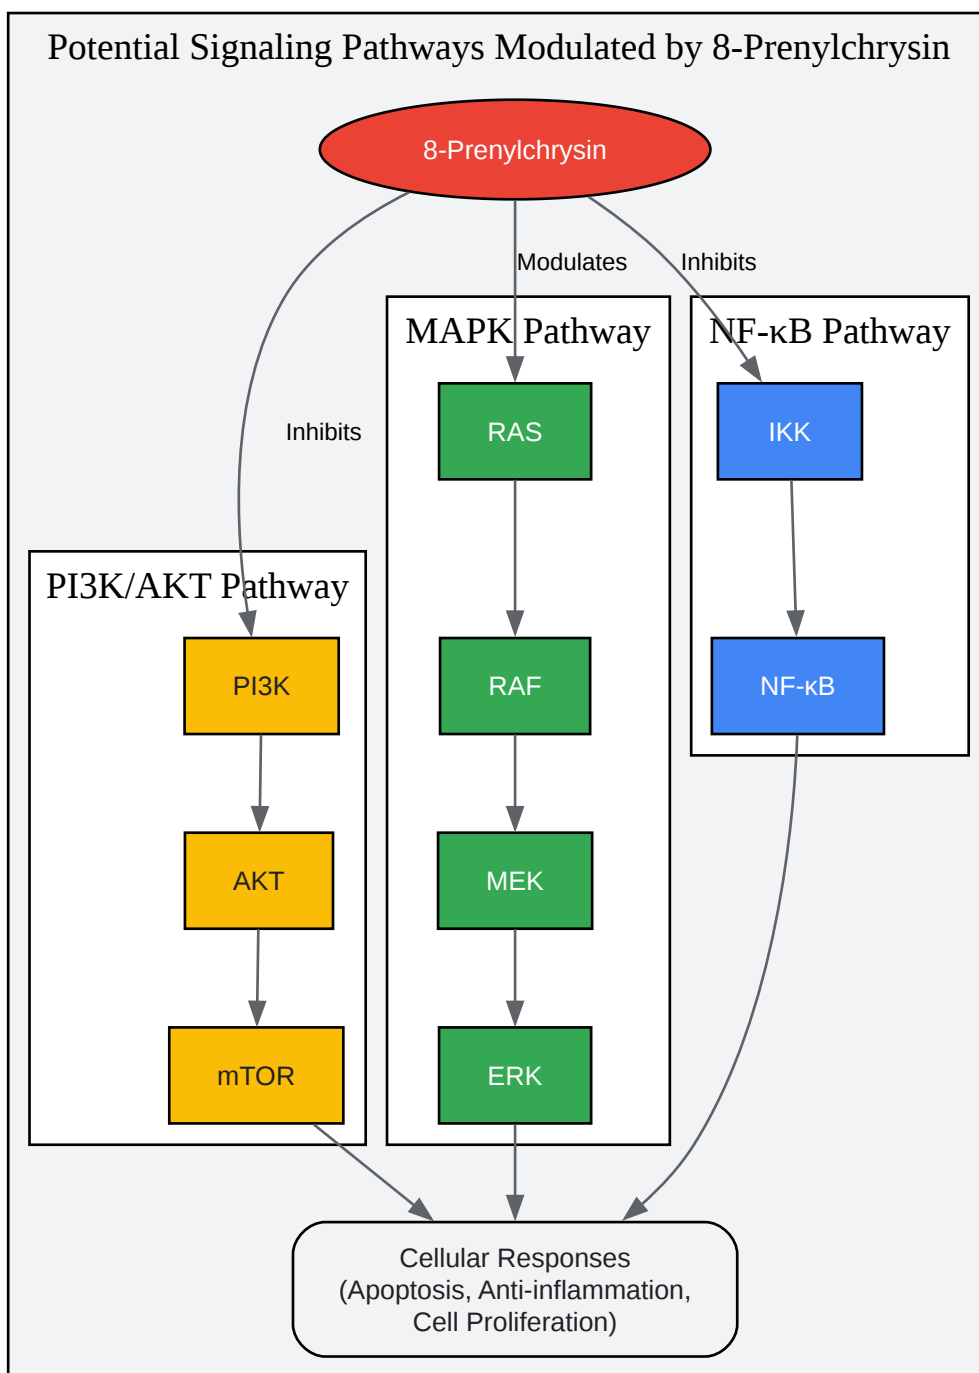 Potential Signaling Pathways Modulated by 8-Prenylchrysin
8-Prenylchrysin
Modulates
Inhibits
MAPK Pathway
NF-κB Pathway
RAS
IKK
Inhibits
PI3K/AKT Pathway
PI3K
RAF
NF-κB
AKT
MEK
mTOR
ERK
Cellular Responses
(Apoptosis, Anti-inflammation,
Cell Proliferation)